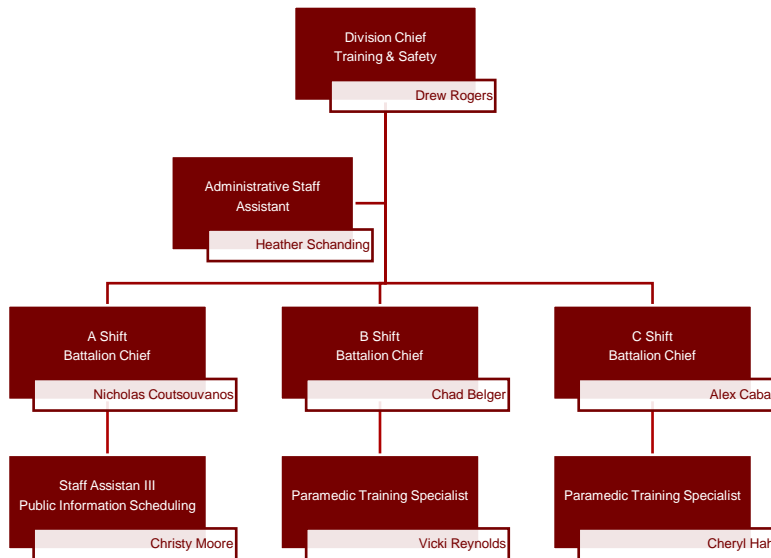 Division Chief
Training & Safety
Drew Rogers
Administrative Staff
Assistant
Heather Schanding
A Shift
Battalion Chief
Nicholas Coutsouvanos
B Shift
Battalion Chief
Chad Belger
C Shift
Battalion Chief
Alex Caba
Staff Assistan III
Public Information Scheduling
Christy Moore
Paramedic Training Specialist
Vicki Reynolds
Paramedic Training Specialist
Cheryl Hah